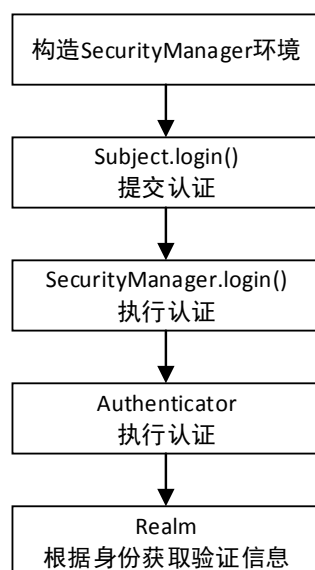 构造SecurityManager环境
Subject.login()
提交认证
SecurityManager.login()
执行认证
Authenticator
执行认证
Realm
根据身份获取验证信息